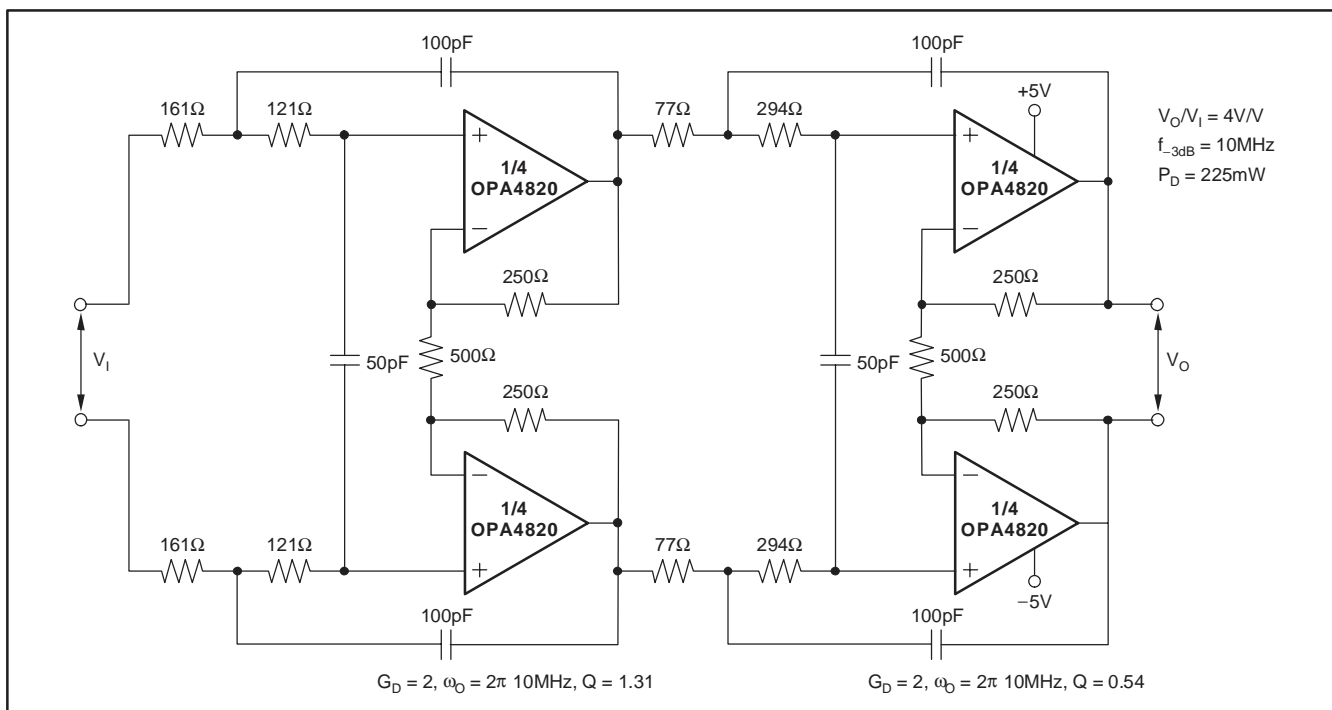 100pF
100pF
161Ω
121Ω
77Ω
294Ω
+5V
V_O/V_I = 4V/V
f_−3dB = 10MHz
P_D = 225mW
+
1/4
OPA4820
−
+
1/4
OPA4820
−
250Ω
250Ω
V_I
50pF
500Ω
50pF
500Ω
V_O
250Ω
250Ω
−
1/4
OPA4820
+
−
1/4
OPA4820
+
161Ω
121Ω
77Ω
294Ω
−5V
100pF
100pF
G_D = 2, ω_O = 2π 10MHz, Q = 1.31
G_D = 2, ω_O = 2π 10MHz, Q = 0.54